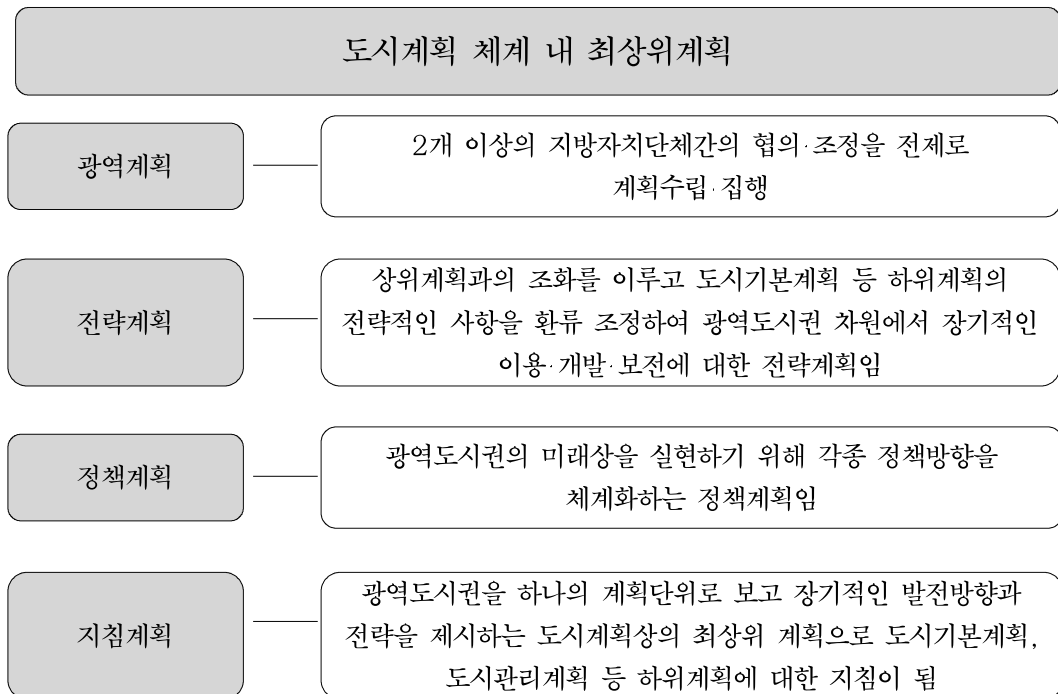 도시계획 체계 내 최상위계획
광역계획
2개 이상의 지방자치단체간의 협의·조정을 전제로
계획수립·집행
전략계획
상위계획과의 조화를 이루고 도시기본계획 등 하위계획의
전략적인 사항을 환류 조정하여 광역도시권 차원에서 장기적인
이용·개발·보전에 대한 전략계획임
정책계획
광역도시권의 미래상을 실현하기 위해 각종 정책방향을
체계화하는 정책계획임
지침계획
광역도시권을 하나의 계획단위로 보고 장기적인 발전방향과
전략을 제시하는 도시계획상의 최상위 계획으로 도시기본계획,
도시관리계획 등 하위계획에 대한 지침이 됨